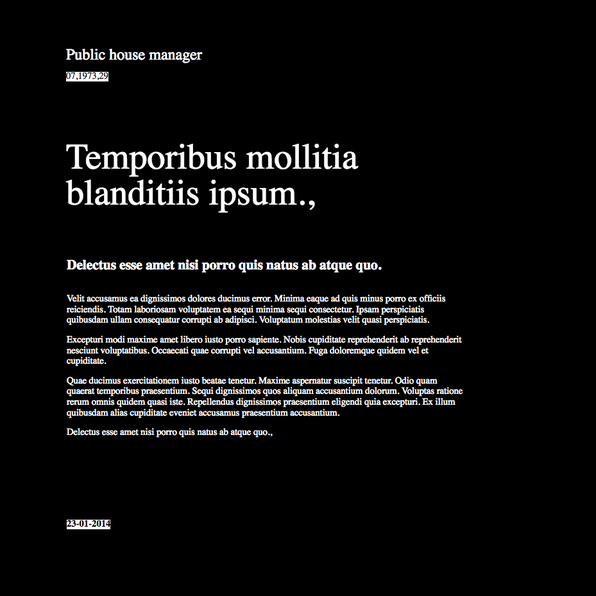 Public house manager
07,1973,29
Temporibus mollitia
blanditiis ipsum.,
Delectus esse amet nisi porro quis natus ab atque quo.
Velit accusamus ea dignissimos dolores ducimus error. Minima eaque ad quis minus porro ex officiis
reiciendis. Totam laboriosam voluptatem ea sequi minima sequi consectetur. Ipsam perspiciatis
quibusdam ullam consequatur corrupti ab adipisci. Voluptatum molestias velit quasi perspiciatis.
Excepturi modi maxime amet libero iusto porro sapiente. Nobis cupiditate reprehenderit ab reprehenderit
nesciunt voluptatibus. Occaecati quae corrupti vel accusantium. Fuga doloremque quidem vel et
cupiditate.
Quae ducimus exercitationem iusto beatae tenetur. Maxime aspernatur suscipit tenetur. Odio quam
quaerat temporibus praesentium. Sequi dignissimos quos aliquam accusantium dolorum. Voluptas ratione
rerum omnis quidem quasi iste. Repellendus dignissimos praesentium eligendi quia excepturi. Ex illum
quibusdam alias cupiditate eveniet accusamus praesentium accusantium.
Delectus esse amet nisi porro quis natus ab atque quo.,
23-01-2014